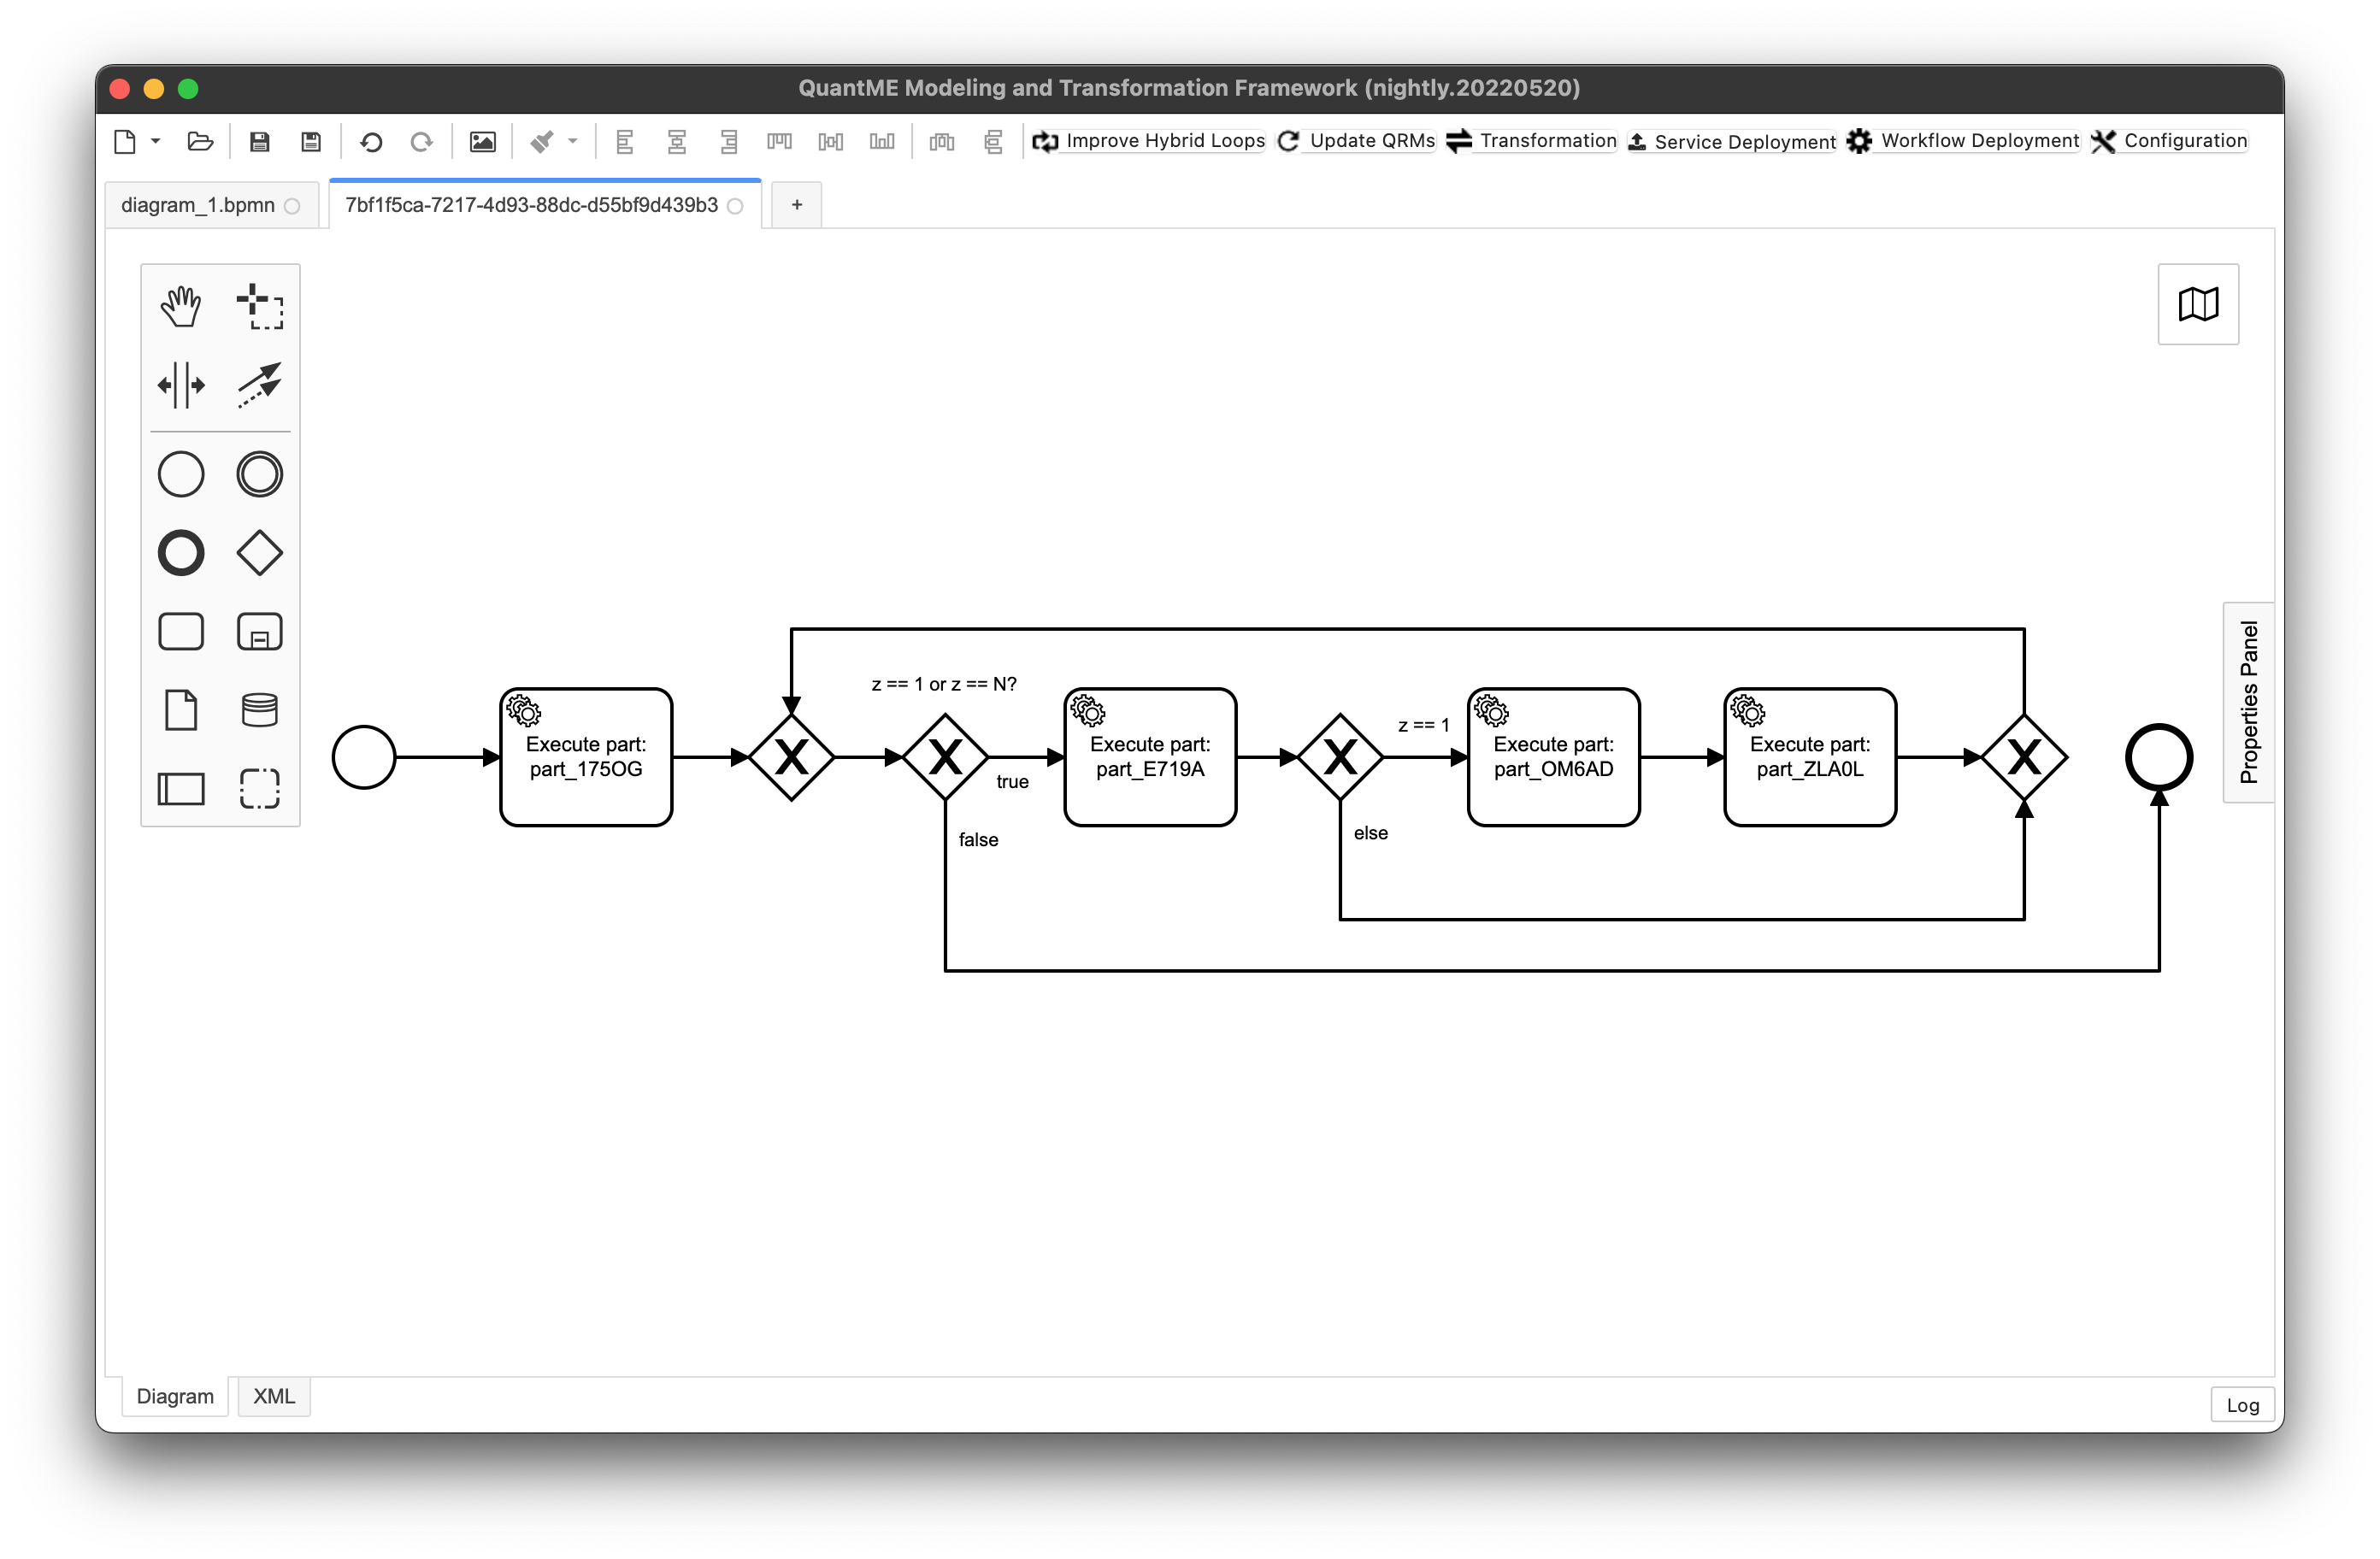 QuantME Modeling and Transformation Framework (nightly.20220520)
Improve Hybrid Loops Update QRMs Transformation Service Deployment Workflow Deployment Configuration
diagram_1.bpmn 7bf1f5ca-7217-4d93-88dc-d55bf9d439b3 +
Properties Panel
z == 1 or z == N?
z == 1
Execute part:
part_175OG
X
X
true
false
Execute part:
part_E719A
X
else
Execute part:
part_OM6AD
Execute part:
part_ZLA0L
X
Diagram XML
Log